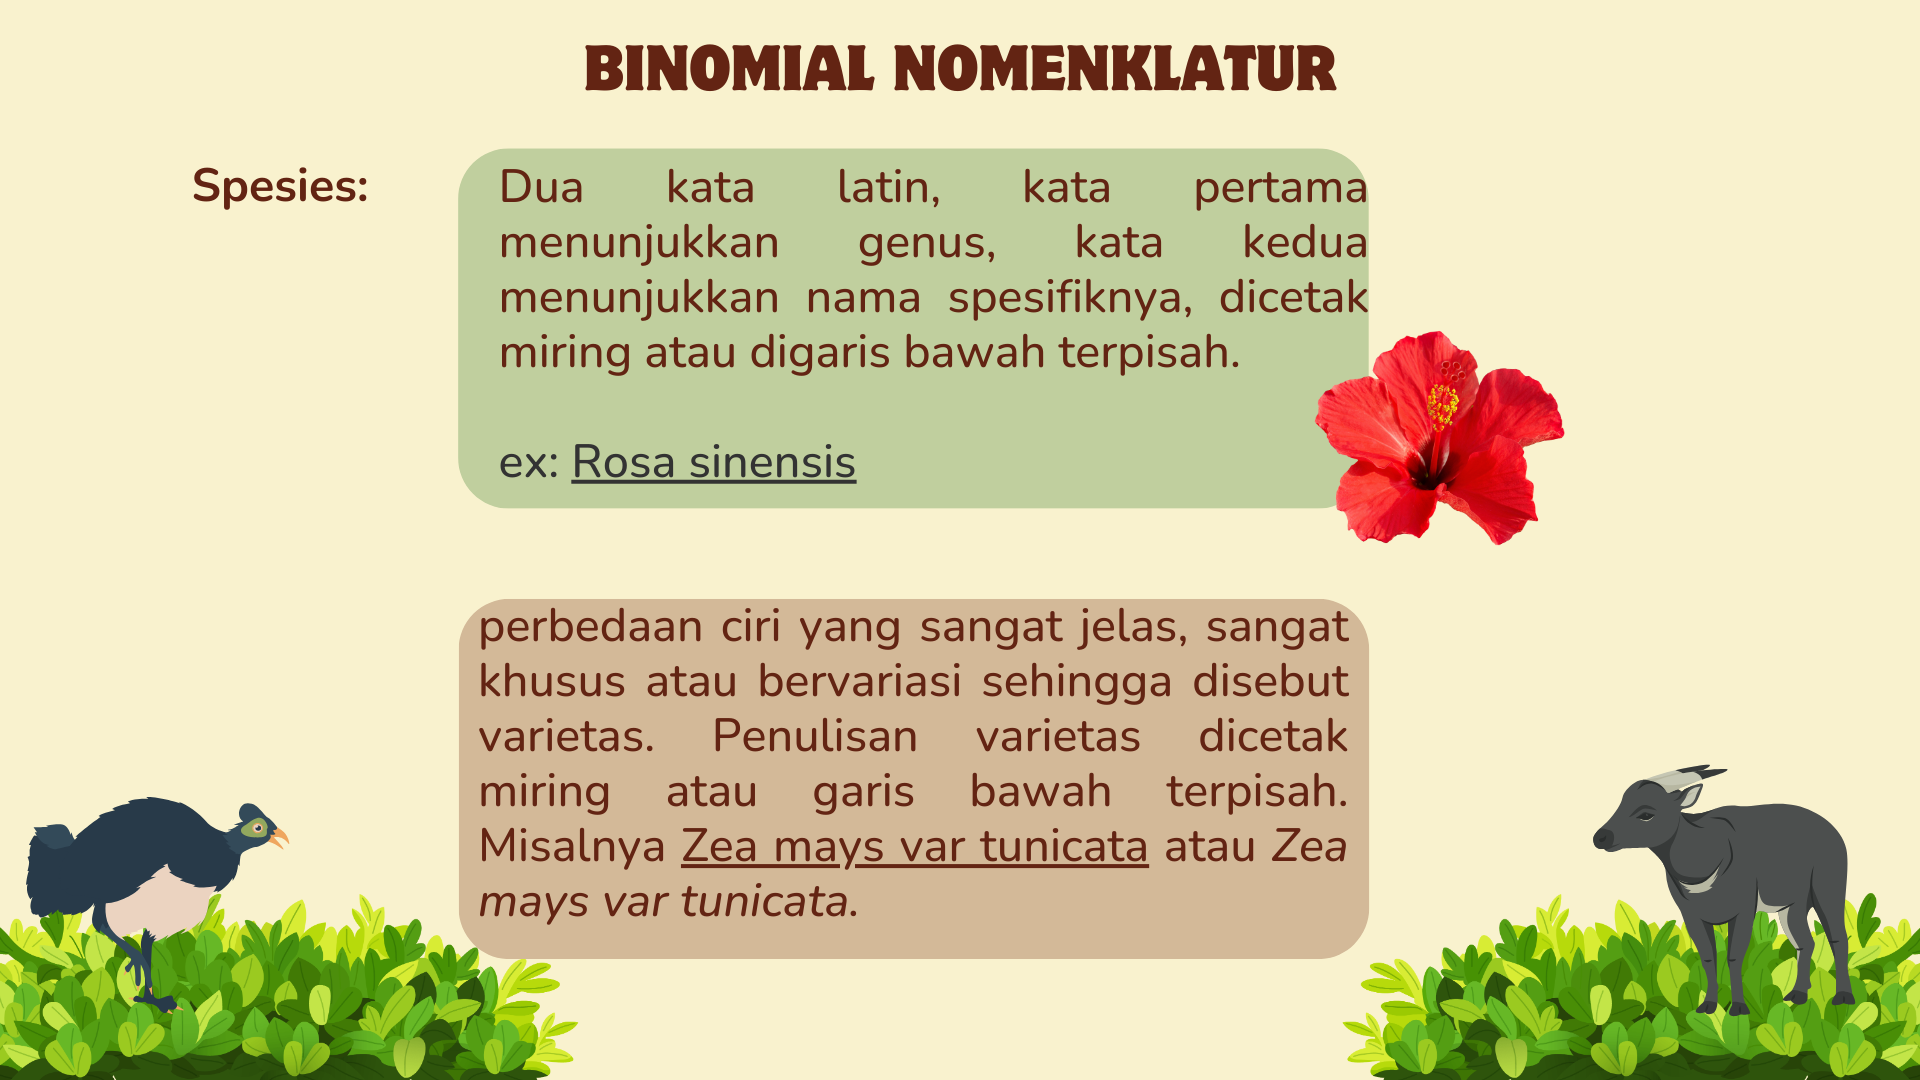 BINOMIAL NOMENKLATUR
Spesies:
Dua kata latin, kata pertama
menunjukkan genus, kata kedua
menunjukkan nama spesifiknya, dicetak
miring atau digaris bawah terpisah.
ex: Rosa sinensis
perbedaan ciri yang sangat jelas, sangat
khusus atau bervariasi sehingga disebut
varietas. Penulisan varietas dicetak
miring atau garis bawah terpisah.
Misalnya Zea mays var tunicata atau Zea
mays var tunicata.